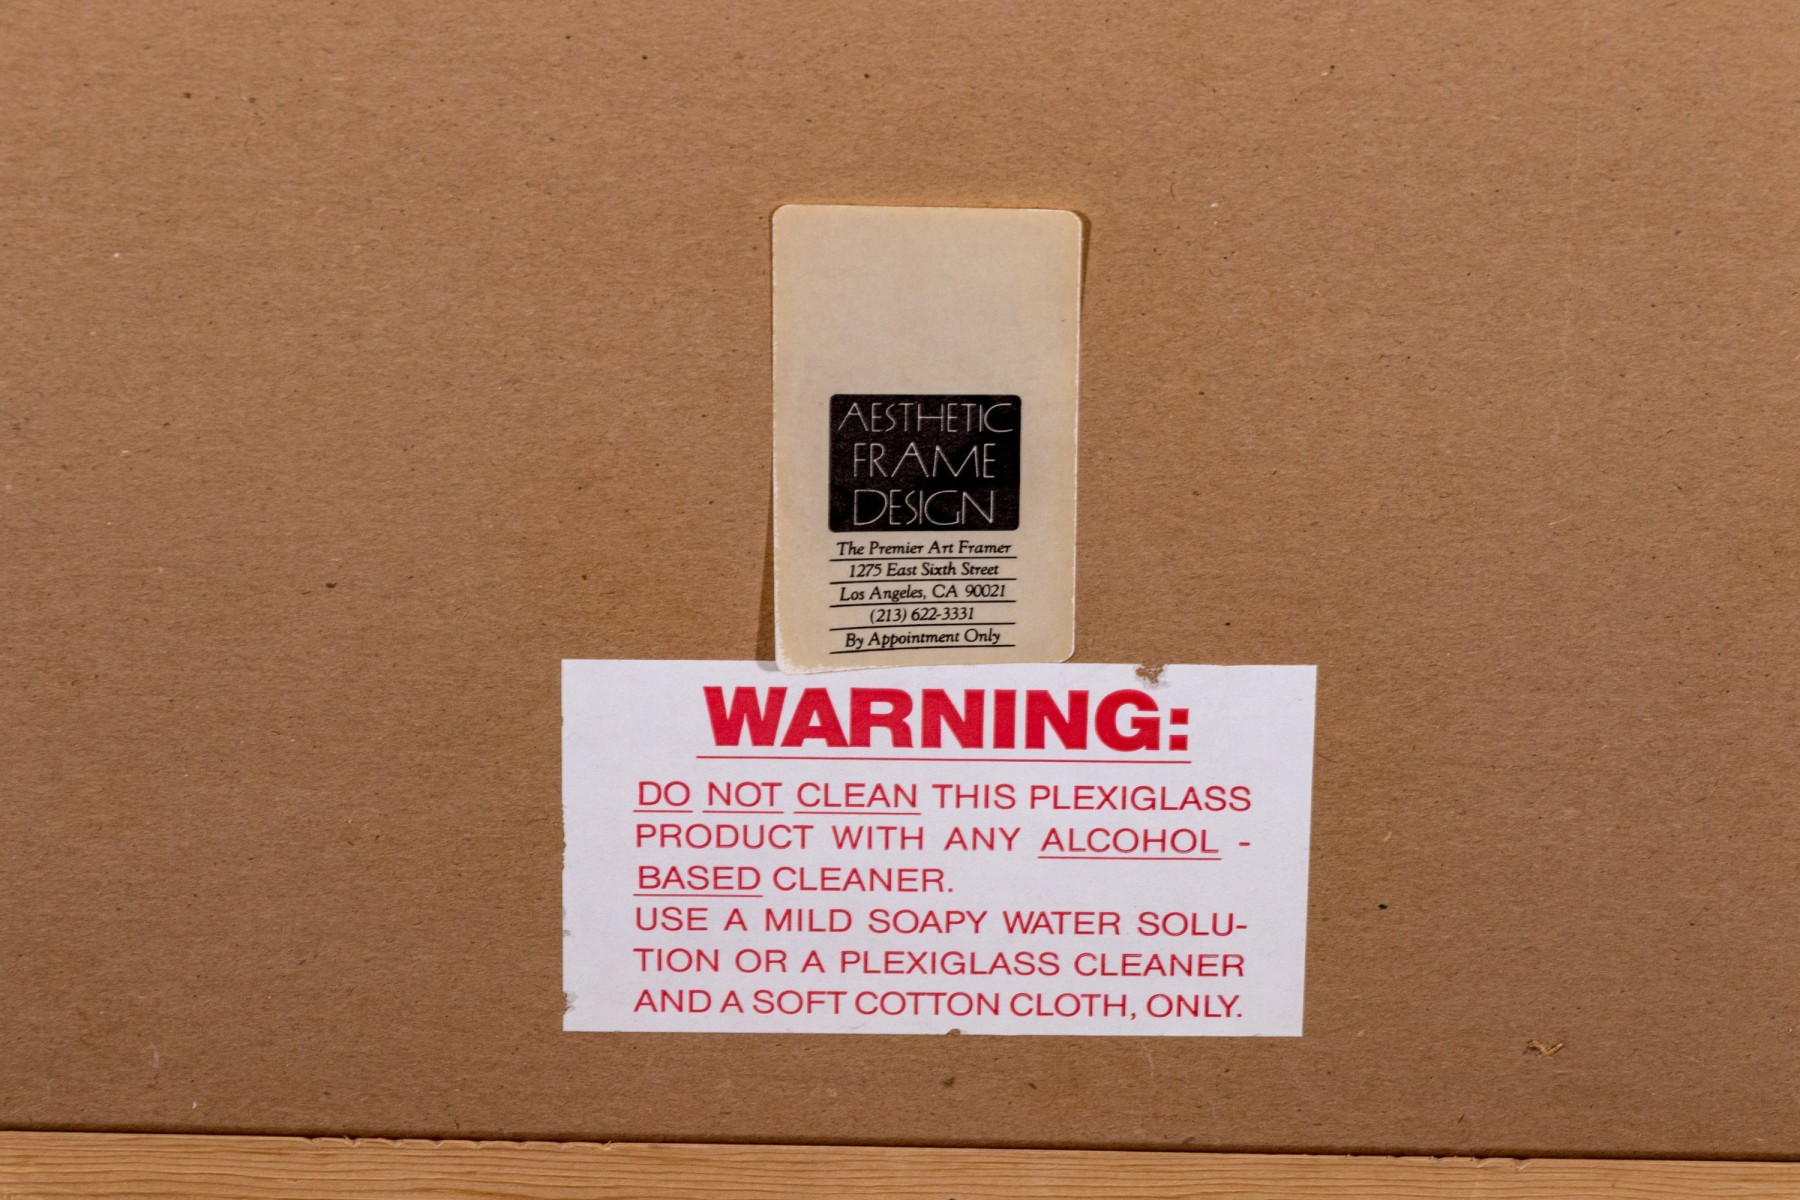 AESTHETIC
FRAME
DESIGN
The Premier Art Framer
1275 East Sixth Street
Los Angeles, CA 90021
(213) 622-3331
By Appointment Only
WARNING:
DO NOT CLEAN THIS PLEXIGLASS
PRODUCT WITH ANY ALCOHOL -
BASED CLEANER.
USE A MILD SOAPY WATER SOLU-
TION OR A PLEXIGLASS CLEANER
AND A SOFT COTTON CLOTH, ONLY.